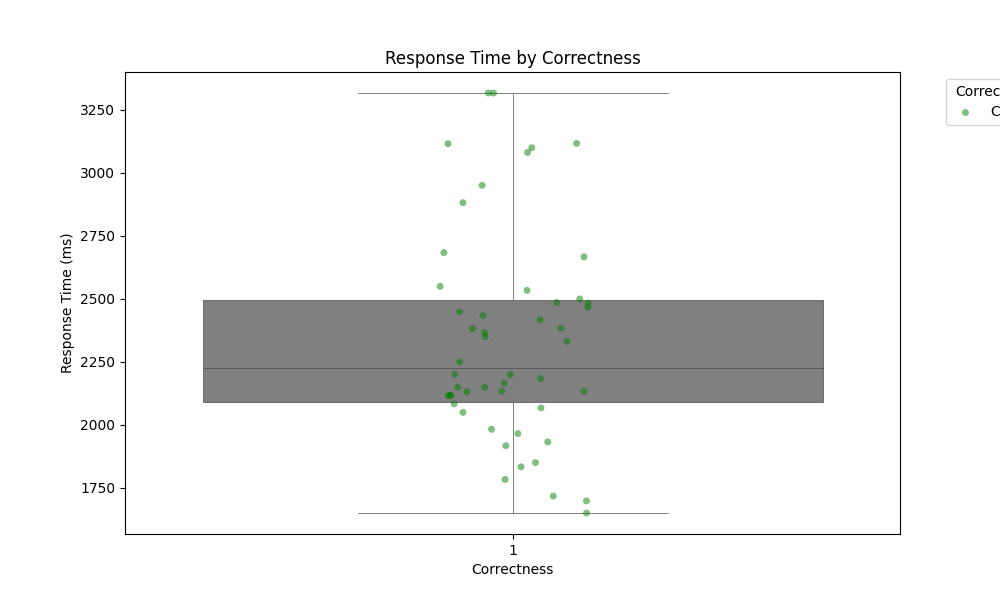 Response Time by Correctness
Response Time (ms)
3250
3000
2750
2500
2250
2000
1750
1
Correctness
Correc
C